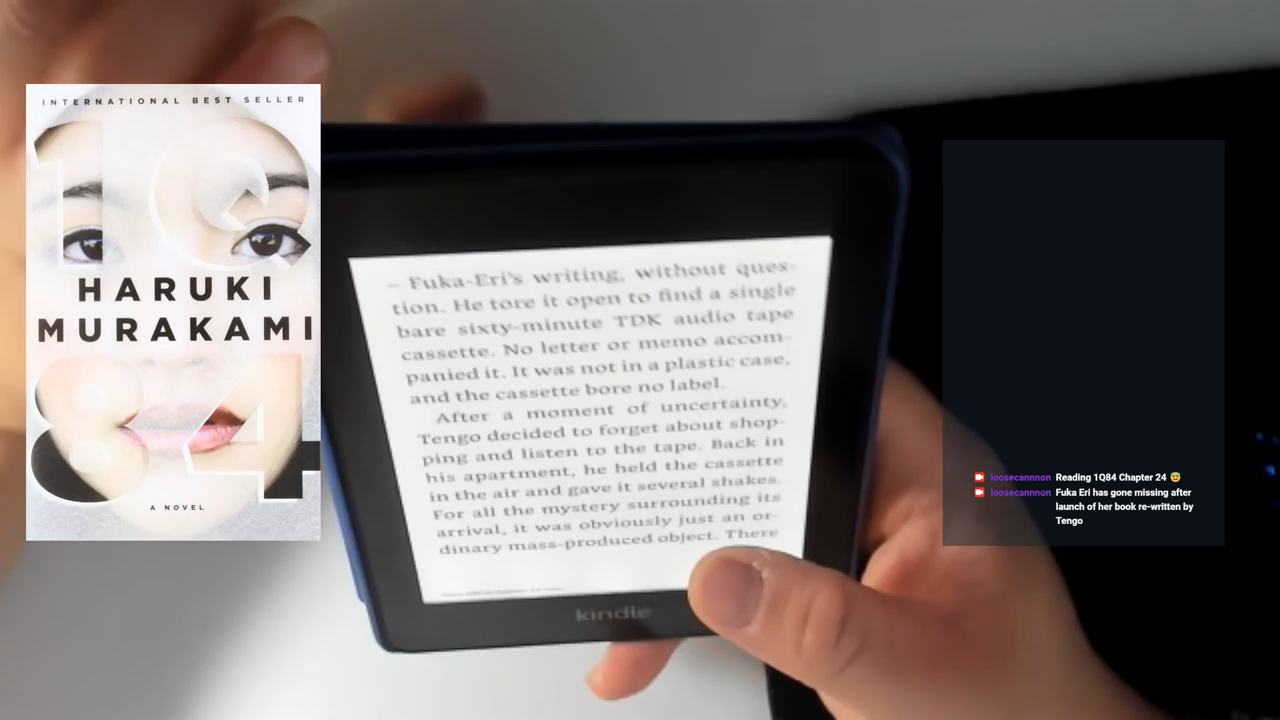 INTERNATIONAL BEST SELLER
1Q
HARUKI
MURAKAMI
84
A NOVEL
– Fuka-Eri's writing, without ques-
tion. He tore it open to find a single
bare sixty-minute TDK audio tape
cassette. No letter or memo accom-
panied it. It was not in a plastic case,
and the cassette bore no label.
After a moment of uncertainty,
Tengo decided to forget about shop-
ping and listen to the tape. Back in
his apartment, he held the cassette
in the air and gave it several shakes.
For all the mystery surrounding its
arrival, it was obviously just an or-
dinary mass-produced object. There
kindle
loosecannnon Reading 1Q84 Chapter 24 😇
loosecannnon Fuka Eri has gone missing after
launch of her book re-written by
Tengo